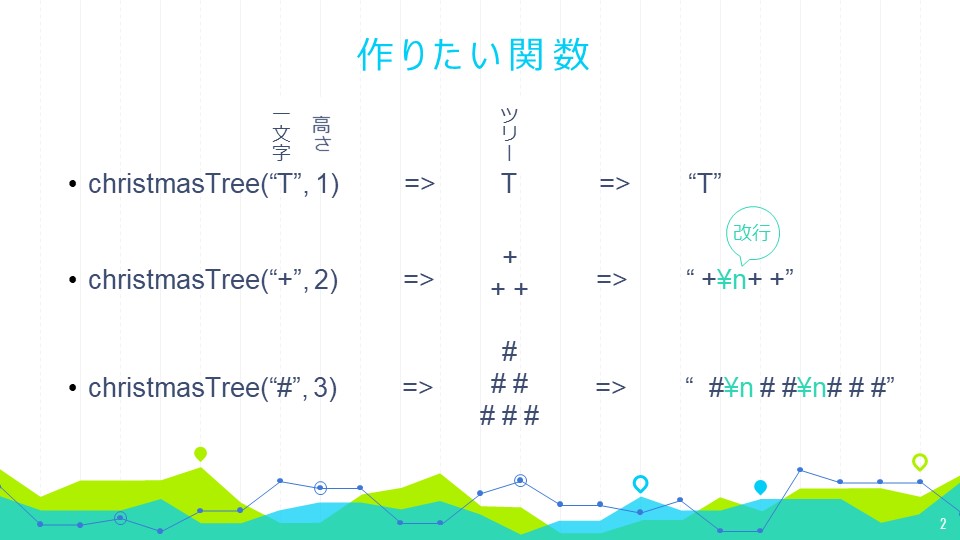 作りたい関数
一文字
高さ
ツリー
• christmasTree(“T”, 1) => T => “T”
改行
+
• christmasTree(“+”, 2) => + + => “ +¥n+ +”
#
• christmasTree(“#”, 3) => # # => “  #¥n # #¥n# # #”
# # #
2